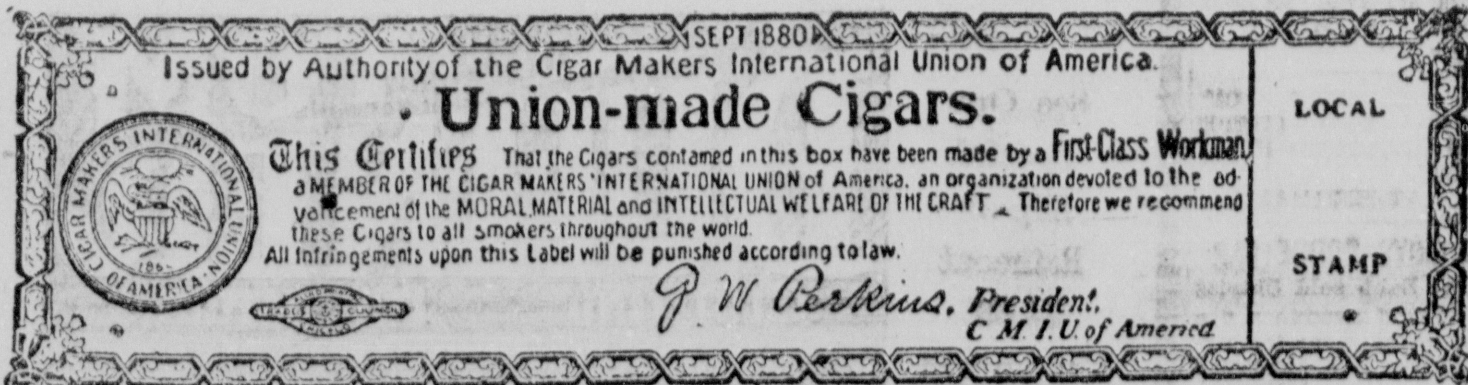 SEPT 1880
Issued by Authority of the Cigar Makers International Union of America.
Union-made Cigars.
This Certifies That the Cigars contained in this box have been made by a First-Class Workman,
a MEMBER OF THE CIGAR MAKERS' INTERNATIONAL UNION of America, an organization devoted to the ad-
vancement of the MORAL, MATERIAL and INTELLECTUAL WELFARE OF THE CRAFT. Therefore we recommend
these Cigars to all smokers throughout the world.
All Infringements upon this Label will be punished according to law.
G. W. Perkins, President,
C. M. I. U. of America
CIGAR MAKERS INTERNATIONAL UNION
OF AMERICA
TRADES COUNCIL
LOCAL
STAMP